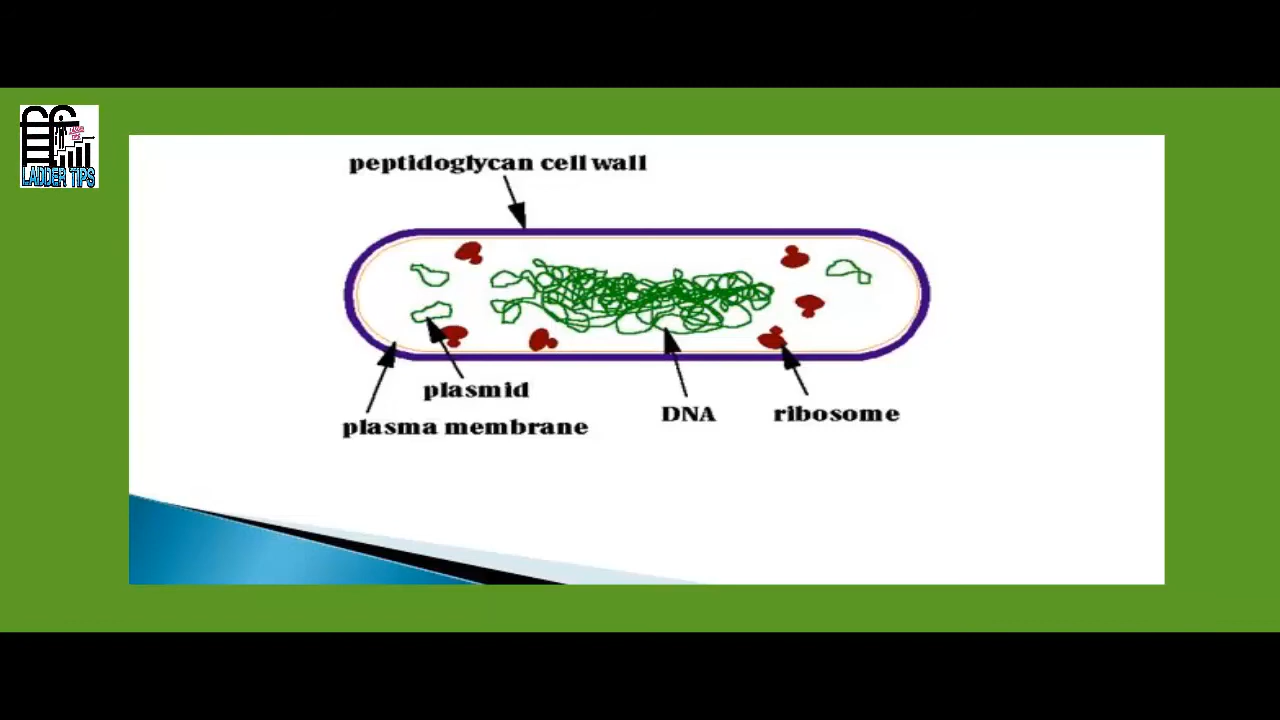 LADDER TIPS
peptidoglycan cell wall
plasmid
plasma membrane
DNA
ribosome